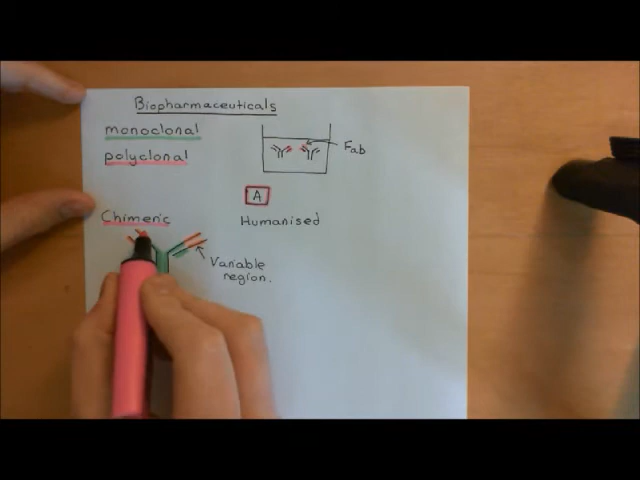 Biopharmaceuticals
monoclonal
polyclonal
Fab
A
Chimeric
Humanised
Variable
region.